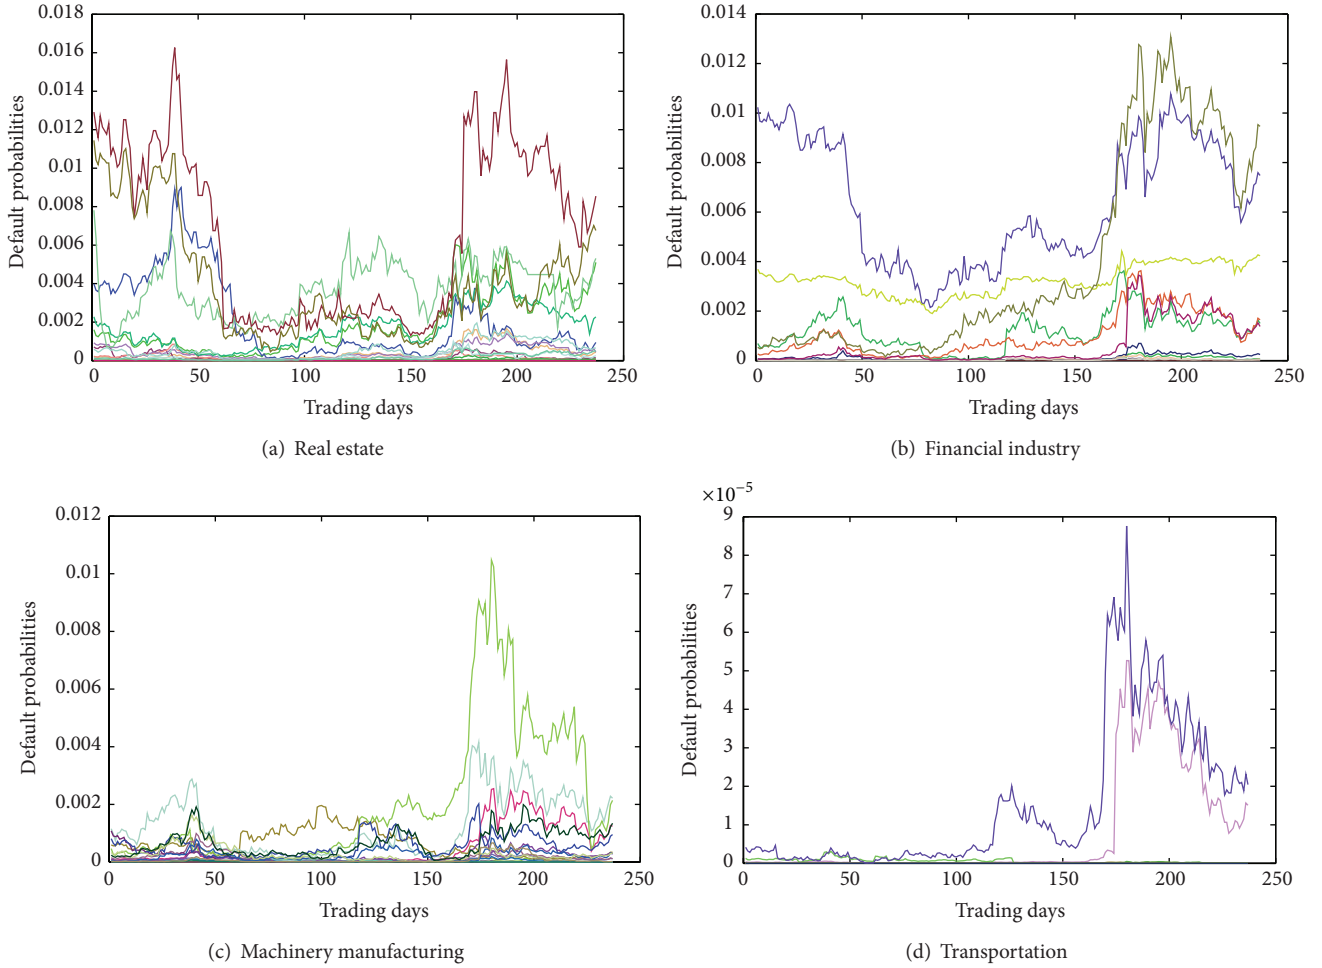 0.018
0.016
0.014
0.012
0.01
0.008
0.006
0.004
0.002
0
Default probabilities
0 50 100 150 200 250
Trading days
(a) Real estate
0.014
0.012
0.01
0.008
0.006
0.004
0.002
0
Default probabilities
0 50 100 150 200 250
Trading days
(b) Financial industry
0.012
0.01
0.008
0.006
0.004
0.002
0
Default probabilities
0 50 100 150 200 250
Trading days
(c) Machinery manufacturing
×10⁻⁵
9
8
7
6
5
4
3
2
1
0
Default probabilities
0 50 100 150 200 250
Trading days
(d) Transportation